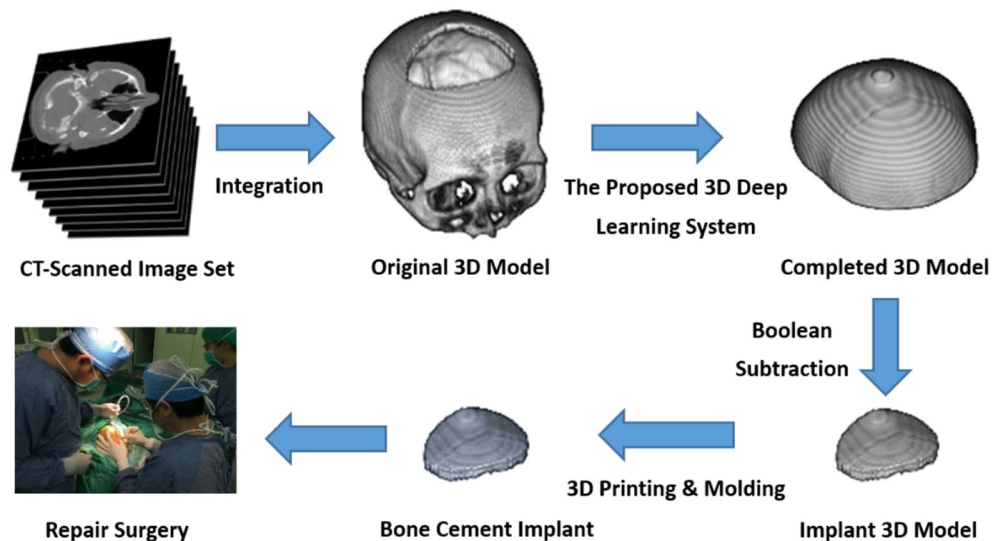 Integration
The Proposed 3D Deep
Learning System
CT-Scanned Image Set
Original 3D Model
Completed 3D Model
Boolean
Subtraction
3D Printing & Molding
Repair Surgery
Bone Cement Implant
Implant 3D Model